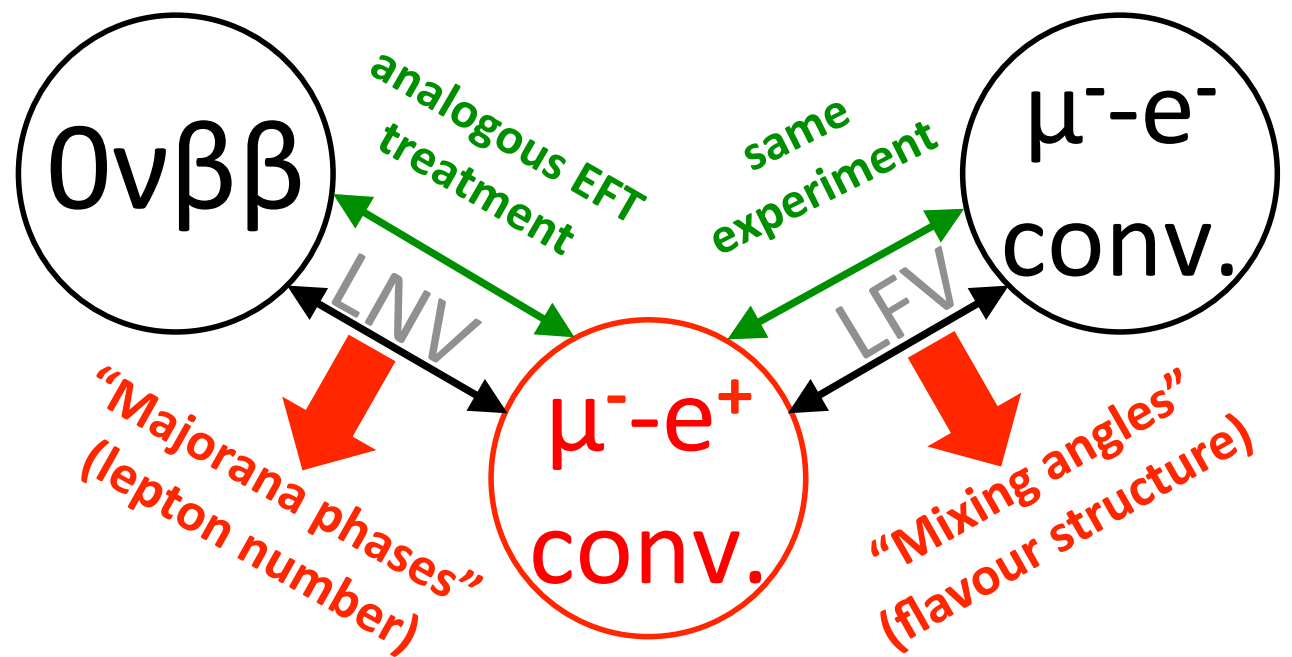 0νββ
analogous EFT
treatment
same
experiment
μ⁻-e⁻
conv.
LNV
LFV
μ⁻-e⁺
conv.
“Majorana phases”
(lepton number)
“Mixing angles”
(flavour structure)